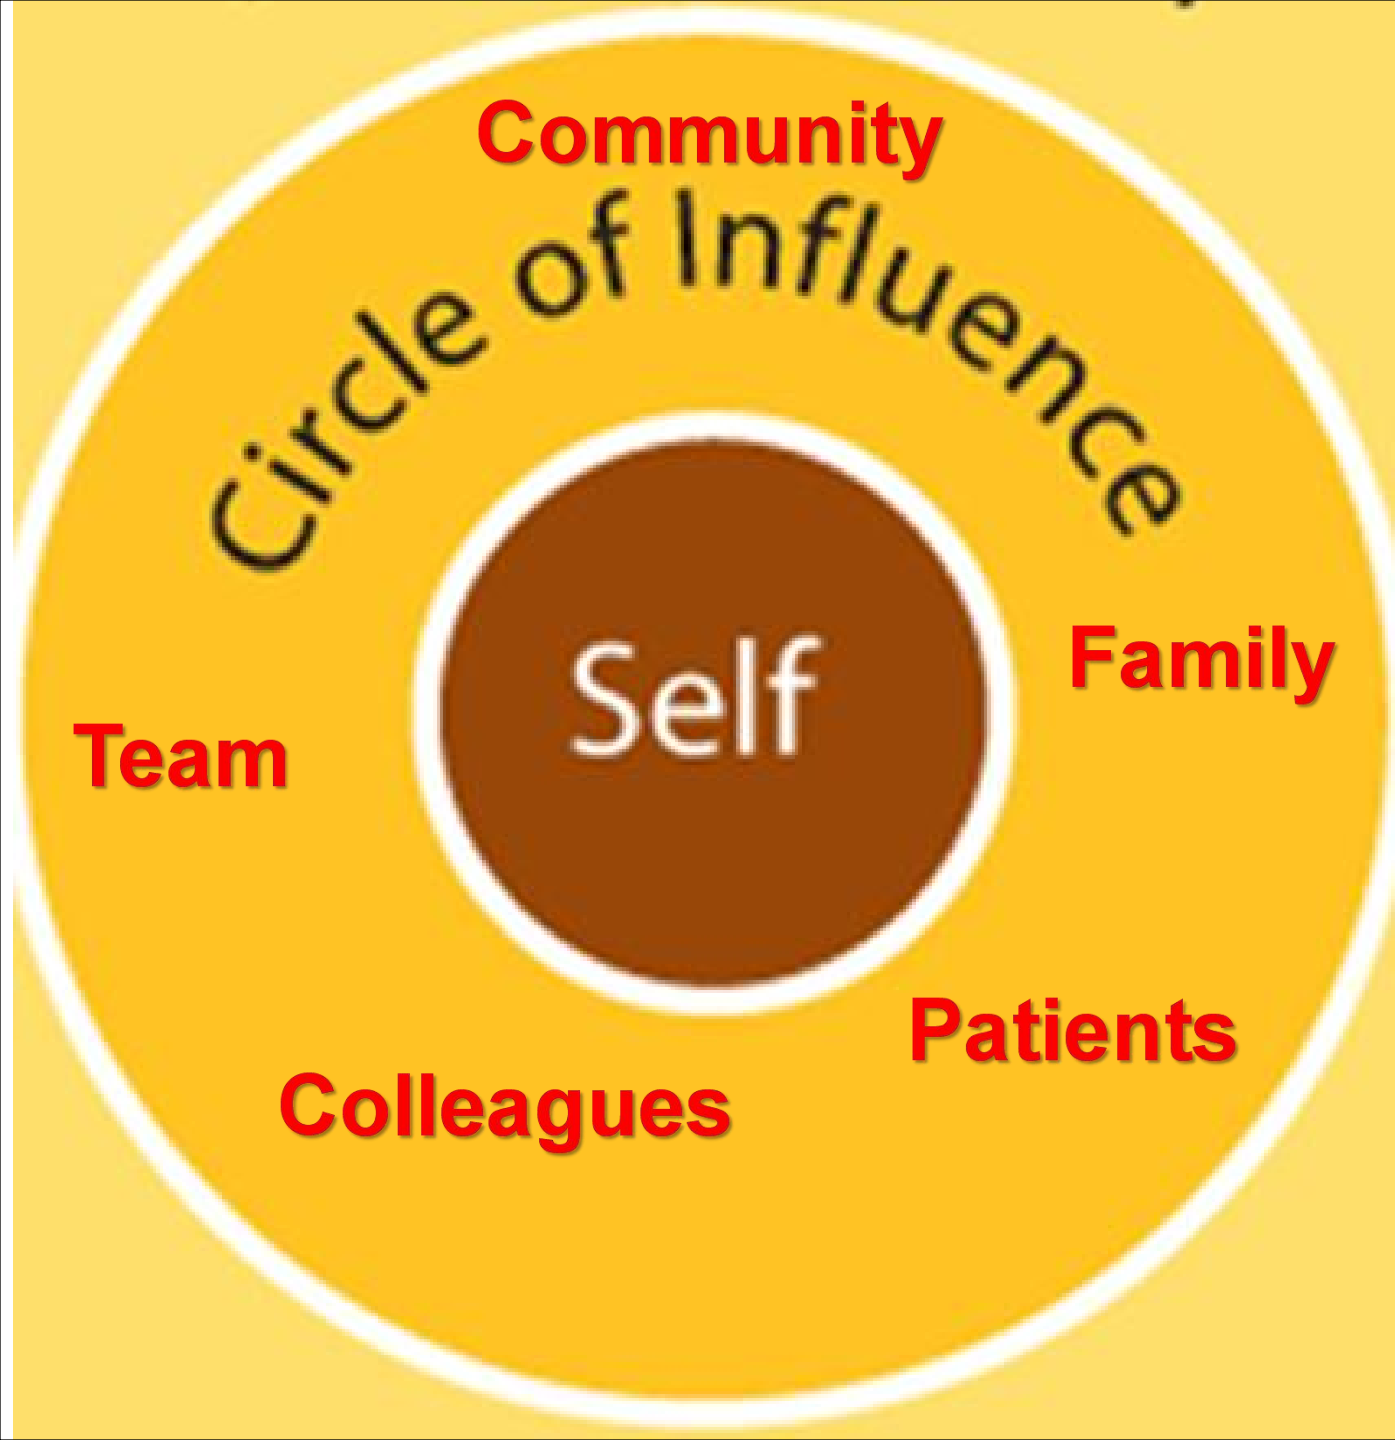 Community
Circle of Influence
Self
Family
Team
Patients
Colleagues